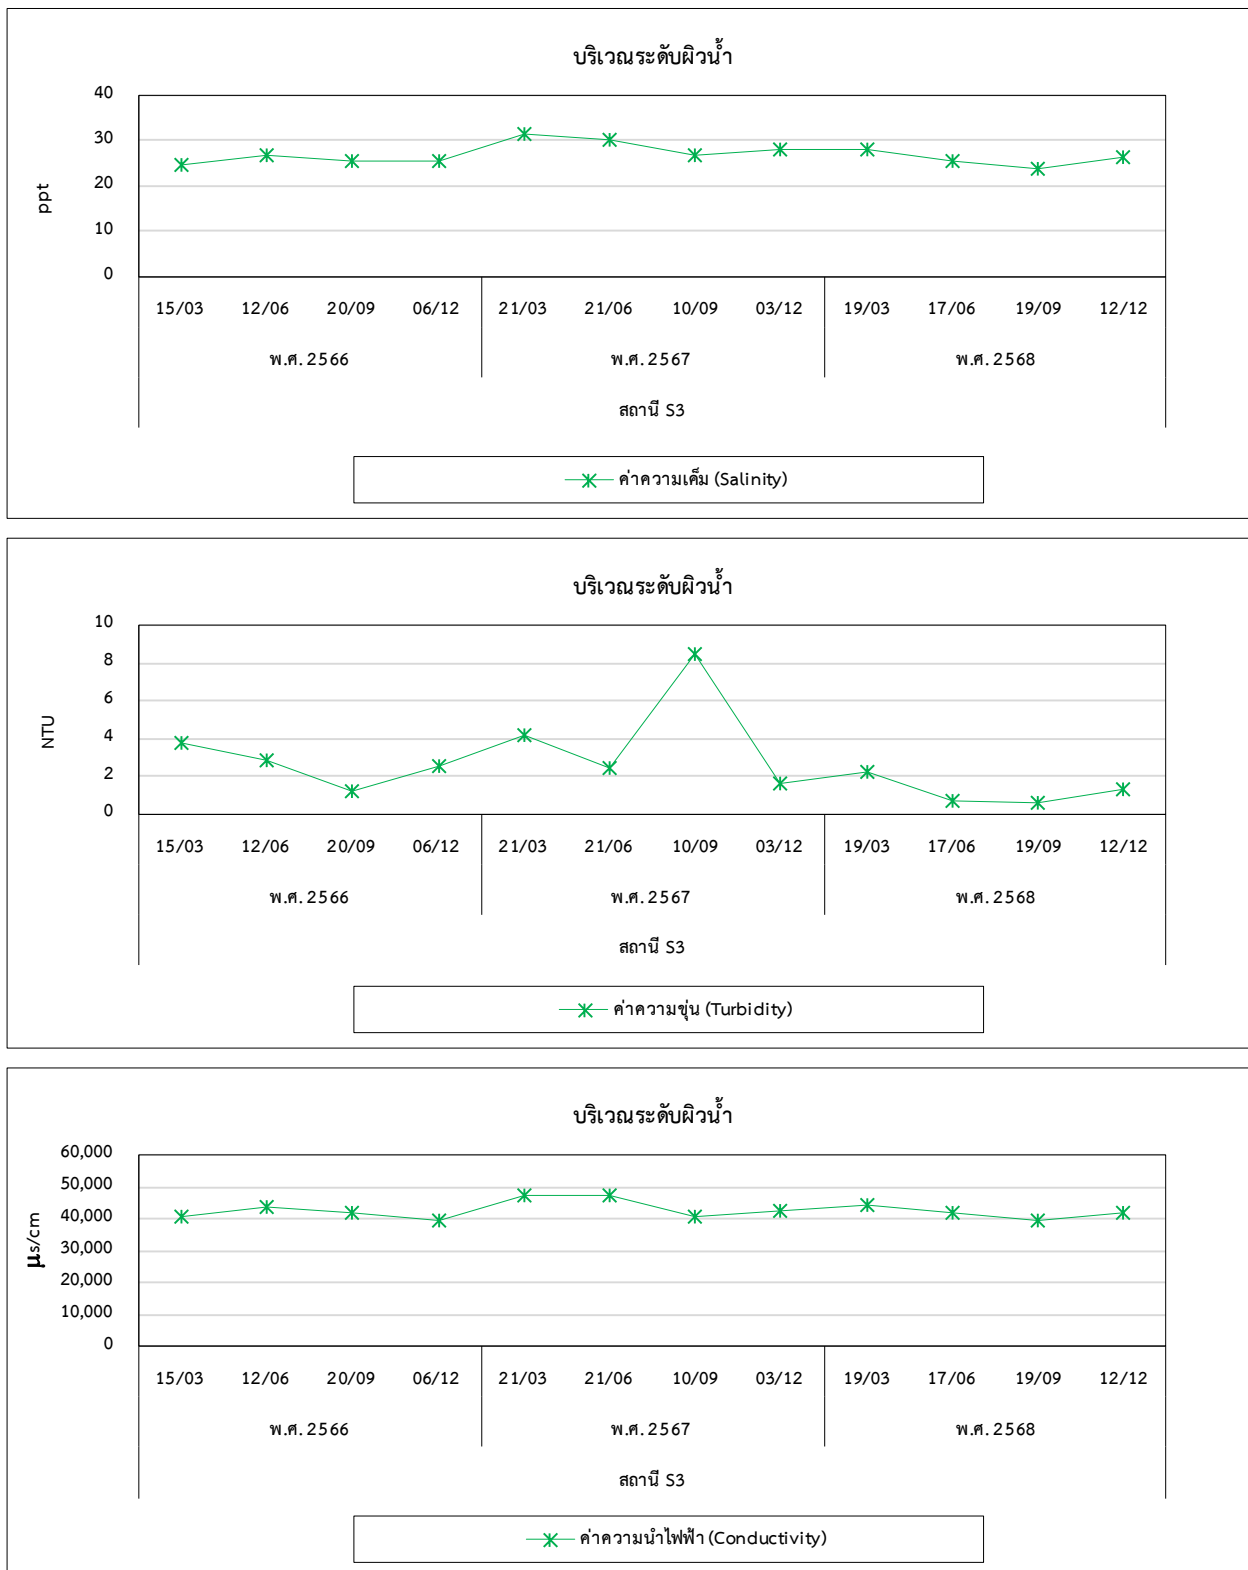 บริเวณระดับผิวน้ำ
40
30
20
10
0
ppt
15/03 12/06 20/09 06/12 21/03 21/06 10/09 03/12 19/03 17/06 19/09 12/12
พ.ศ. 2566 พ.ศ. 2567 พ.ศ. 2568
สถานี S3
ค่าความเค็ม (Salinity)
บริเวณระดับผิวน้ำ
10
8
6
4
2
0
NTU
15/03 12/06 20/09 06/12 21/03 21/06 10/09 03/12 19/03 17/06 19/09 12/12
พ.ศ. 2566 พ.ศ. 2567 พ.ศ. 2568
สถานี S3
ค่าความขุ่น (Turbidity)
บริเวณระดับผิวน้ำ
60,000
50,000
40,000
30,000
20,000
10,000
0
µs/cm
15/03 12/06 20/09 06/12 21/03 21/06 10/09 03/12 19/03 17/06 19/09 12/12
พ.ศ. 2566 พ.ศ. 2567 พ.ศ. 2568
สถานี S3
ค่าความนำไฟฟ้า (Conductivity)